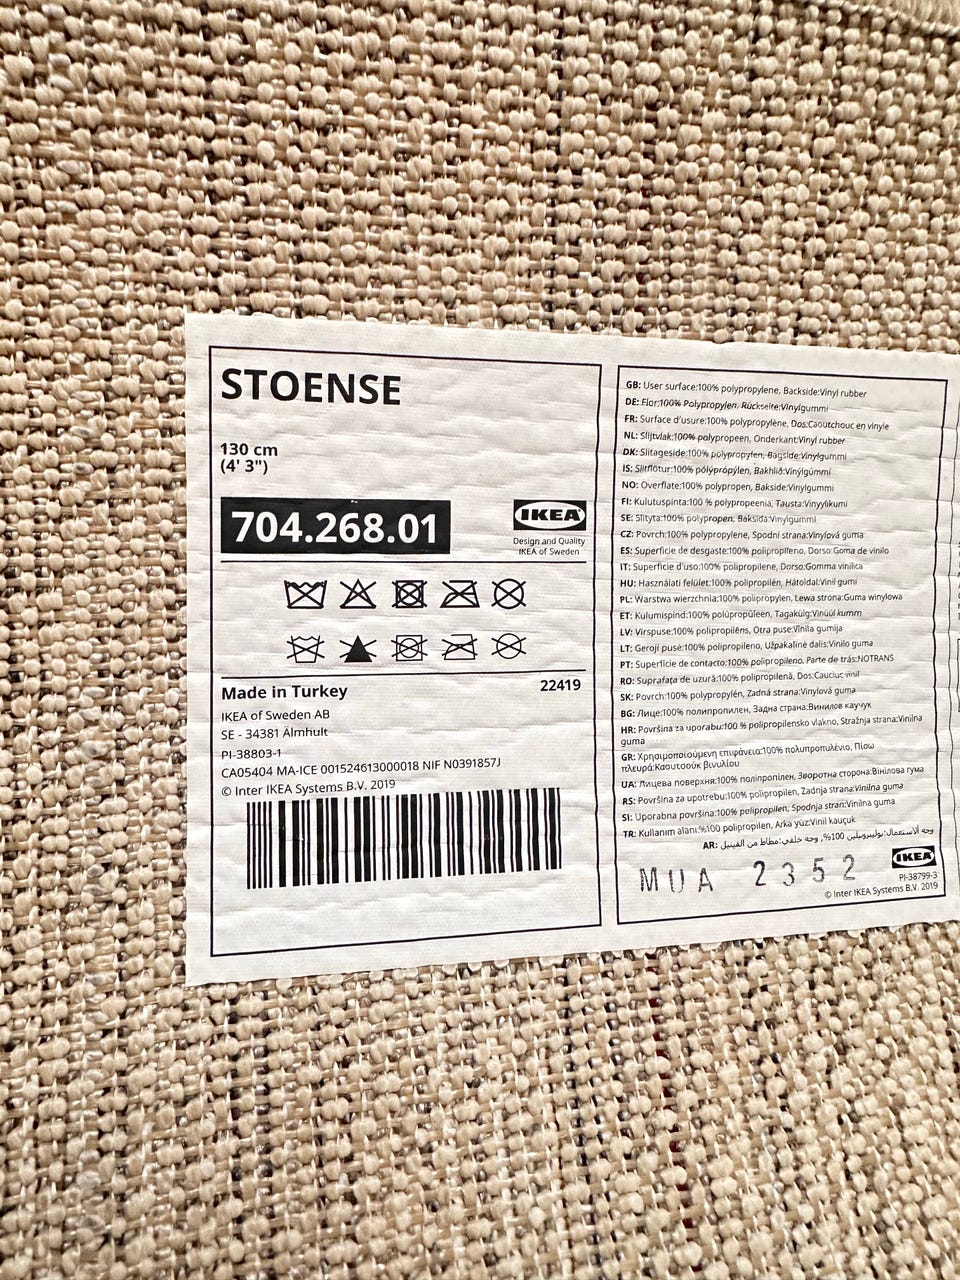 STOENSE
130 cm
(4' 3")
704.268.01
IKEA
Design and Quality
IKEA of Sweden
Made in Turkey
22419
IKEA of Sweden AB
SE - 34381 Älmhult
PI-38803-1
CA05404 MA-ICE 001524613000018 NIF N0391857J
© Inter IKEA Systems B.V. 2019
GB: User surface:100% polypropylene, Backside:Vinyl rubber
DE: Flor:100% Polypropylen, Rückseite:Vinylgummi
FR: Surface d'usure:100% polypropylène, Dos:Caoutchouc en vinyle
NL: Slijtvlak:100% polypropeen, Onderkant:Vinyl rubber
DK: Slitageside:100% polypropylen, Bagside:Vinylgummi
IS: Slitflötur:100% pólýprópýlen, Bakhlið:Vinýlgúmmí
NO: Overflate:100% polypropen, Bakside:Vinylgummi
FI: Kulutuspinta:100 % polypropeenia, Tausta:Vinyylikumi
SE: Slityta:100% polypropen, Baksida:Vinylgummi
CZ: Povrch:100% polypropylene, Spodní strana:Vinylová guma
ES: Superficie de desgaste:100% polipropileno, Dorso:Goma de vinilo
IT: Superficie d'uso:100% polipropilene, Dorso:Gomma vinilica
HU: Használati felület:100% polipropilén, Hátoldal:Vinil gumi
PL: Warstwa wierzchnia:100% polipropylen, Lewa strona:Guma winylowa
ET: Kulumispind:100% polüpropüleen, Tagakülg:Vinüül kumm
LV: Virspuse:100% polipropilēns, Otra puse:Vinila gumija
LT: Geroji pusė:100% polipropileno, Užpakalinė dalis:Vinilo guma
PT: Superfície de contacto:100% polipropileno, Parte de trás:NOTRANS
RO: Suprafața de uzură:100% polipropilenă, Dos:Cauciuc vinil
SK: Povrch:100% polypropylén, Zadná strana:Vinylová guma
BG: Лице:100% полипропилен, Задна страна:Винилов каучук
HR: Površina za uporabu:100 % polipropilensko vlakno, Stražnja strana:Vinilna
guma
GR: Χρησιμοποιούμενη επιφάνεια:100% πολυπροπυλένιο, Πίσω
πλευρά:Καουτσούκ βινυλίου
UA: Лицева поверхня:100% поліпропілен, Зворотна сторона:Вінілова гума
RS: Površina za upotrebu:100% polipropilen, Zadnja strana:Vinilna guma
SI: Uporabna površina:100% polipropilen, Spodnja stran:Vinilna guma
TR: Kullanım alanı:%100 polipropilen, Arka yüz:Vinil kauçuk
AR: وجه الاستعمال:بوليبروبيلين 100%, وجه خلفي:مطاط من الفينيل
IKEA
MUA 2352
PI-38799-3
© Inter IKEA Systems B.V. 2019